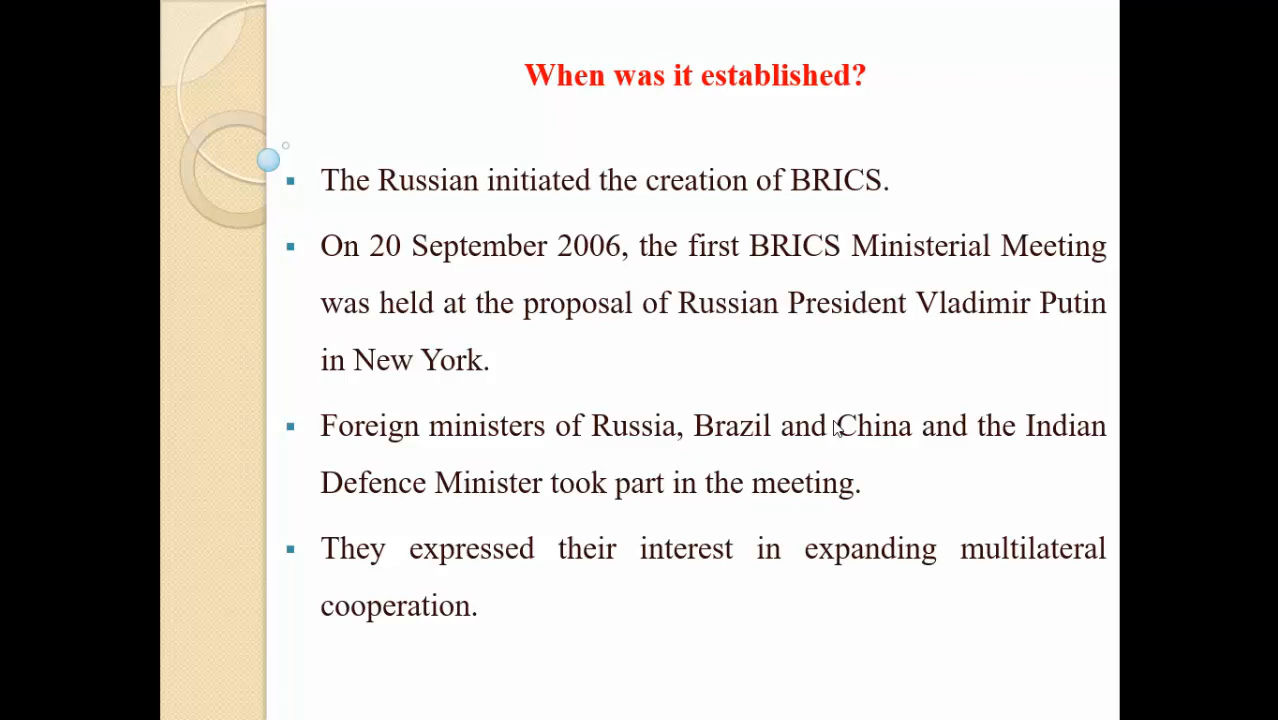 When was it established?
The Russian initiated the creation of BRICS.
On 20 September 2006, the first BRICS Ministerial Meeting
was held at the proposal of Russian President Vladimir Putin
in New York.
Foreign ministers of Russia, Brazil and China and the Indian
Defence Minister took part in the meeting.
They expressed their interest in expanding multilateral
cooperation.